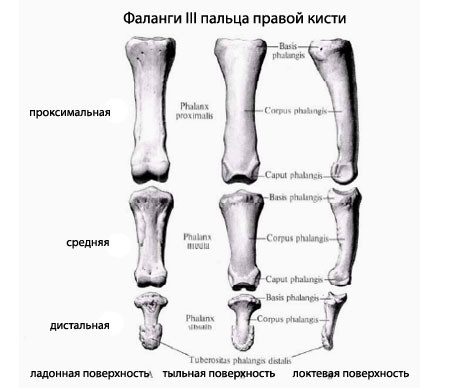 Фаланги III пальца правой кисти
Basis
phalangis
проксимальная
Phalanx
proximalis
Corpus phalangis
Caput phalangis
Basis phalangis
средняя
Phalanx
media
Corpus phalangis
Caput phalangis
Basis phalangis
дистальная
Phalanx
distalis
Corpus phalangis
Tuberositas phalangis distalis
ладонная поверхность тыльная поверхность локтевая поверхность